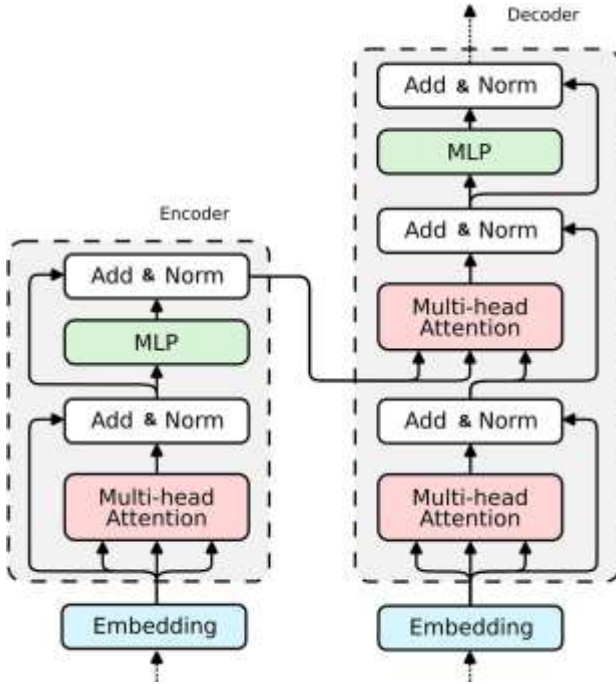 Decoder
Add & Norm
MLP
Add & Norm
Multi-head
Attention
Add & Norm
Multi-head
Attention
Embedding
Encoder
Add & Norm
MLP
Add & Norm
Multi-head
Attention
Embedding